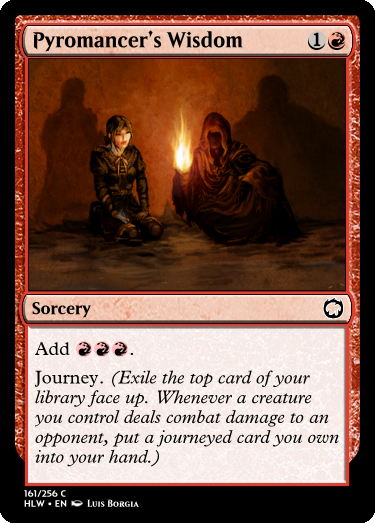 Pyromancer's Wisdom 1
Sorcery
Add .
Journey. (Exile the top card of your
library face up. Whenever a creature
you control deals combat damage to an
opponent, put a journeyed card you own
into your hand.)
161/256 C
HLW • EN Luis Borgia